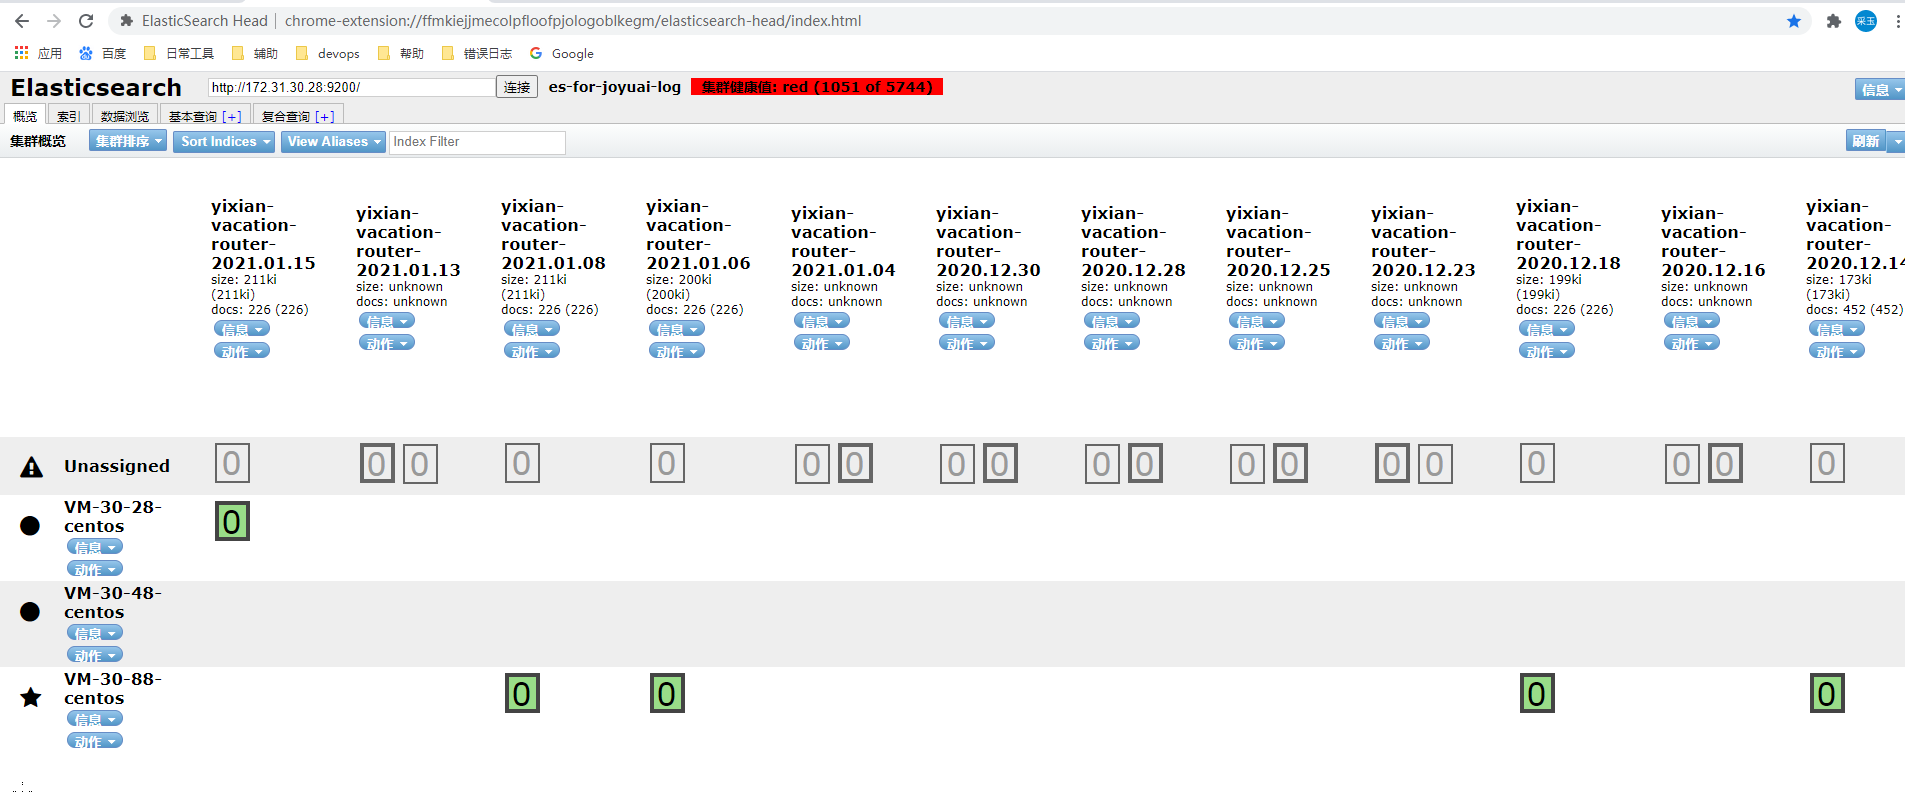 ElasticSearch Head | chrome-extension://ffmkiejjmecolpfloofpjologoblkegm/elasticsearch-head/index.html
采玉
应用 百度 日常工具 辅助 devops 帮助 错误日志 Google
Elasticsearch http://172.31.30.28:9200/ 连接 es-for-joyuai-log 集群健康值: red (1051 of 5744) 信息
概览 索引 数据浏览 基本查询 [+] 复合查询 [+]
集群概览 集群排序 Sort Indices View Aliases Index Filter 刷新
yixian-
vacation-
router-
2021.01.15
size: 211ki
(211ki)
docs: 226 (226)
信息
动作
yixian-
vacation-
router-
2021.01.13
size: unknown
docs: unknown
信息
动作
yixian-
vacation-
router-
2021.01.08
size: 211ki
(211ki)
docs: 226 (226)
信息
动作
yixian-
vacation-
router-
2021.01.06
size: 200ki
(200ki)
docs: 226 (226)
信息
动作
yixian-
vacation-
router-
2021.01.04
size: unknown
docs: unknown
信息
动作
yixian-
vacation-
router-
2020.12.30
size: unknown
docs: unknown
信息
动作
yixian-
vacation-
router-
2020.12.28
size: unknown
docs: unknown
信息
动作
yixian-
vacation-
router-
2020.12.25
size: unknown
docs: unknown
信息
动作
yixian-
vacation-
router-
2020.12.23
size: unknown
docs: unknown
信息
动作
yixian-
vacation-
router-
2020.12.18
size: 199ki
(199ki)
docs: 226 (226)
信息
动作
yixian-
vacation-
router-
2020.12.16
size: unknown
docs: unknown
信息
动作
yixian-
vacation-
router-
2020.12.14
size: 173ki
(173ki)
docs: 452 (452)
信息
动作
Unassigned 0 0 0 0 0 0 0 0 0 0 0 0 0 0 0 0 0 0 0
VM-30-28-
centos
信息
动作
0
VM-30-48-
centos
信息
动作
VM-30-88-
centos
信息
动作
0 0 0 0